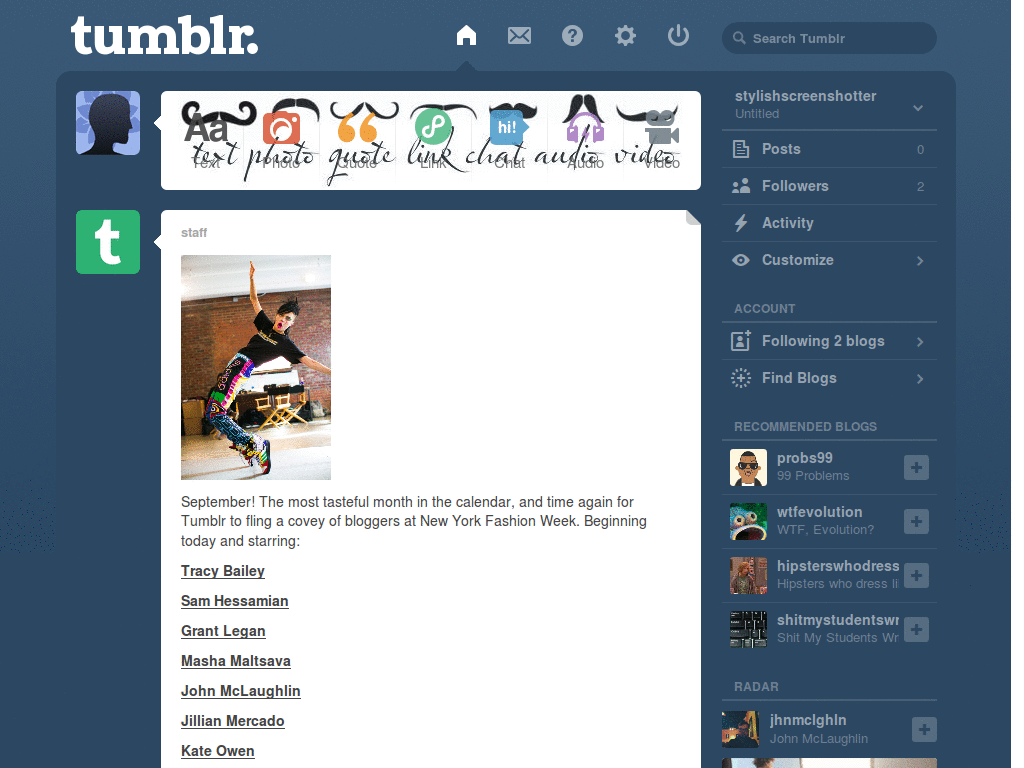 tumblr.
Search Tumblr
Aa hi!
text photo quote link chat audio video
Text Photo Quote Link Chat Audio Video
stylishscreenshotter
Untitled
Posts 0
Followers 2
Activity
Customize
ACCOUNT
Following 2 blogs
Find Blogs
RECOMMENDED BLOGS
probs99
99 Problems
wtfevolution
WTF, Evolution?
hipsterswhodress
Hipsters who dress li
shitmystudentswr
Shit My Students Wr
RADAR
jhnmclghln
John McLaughlin
t
staff
September! The most tasteful month in the calendar, and time again for
Tumblr to fling a covey of bloggers at New York Fashion Week. Beginning
today and starring:
Tracy Bailey
Sam Hessamian
Grant Legan
Masha Maltsava
John McLaughlin
Jillian Mercado
Kate Owen